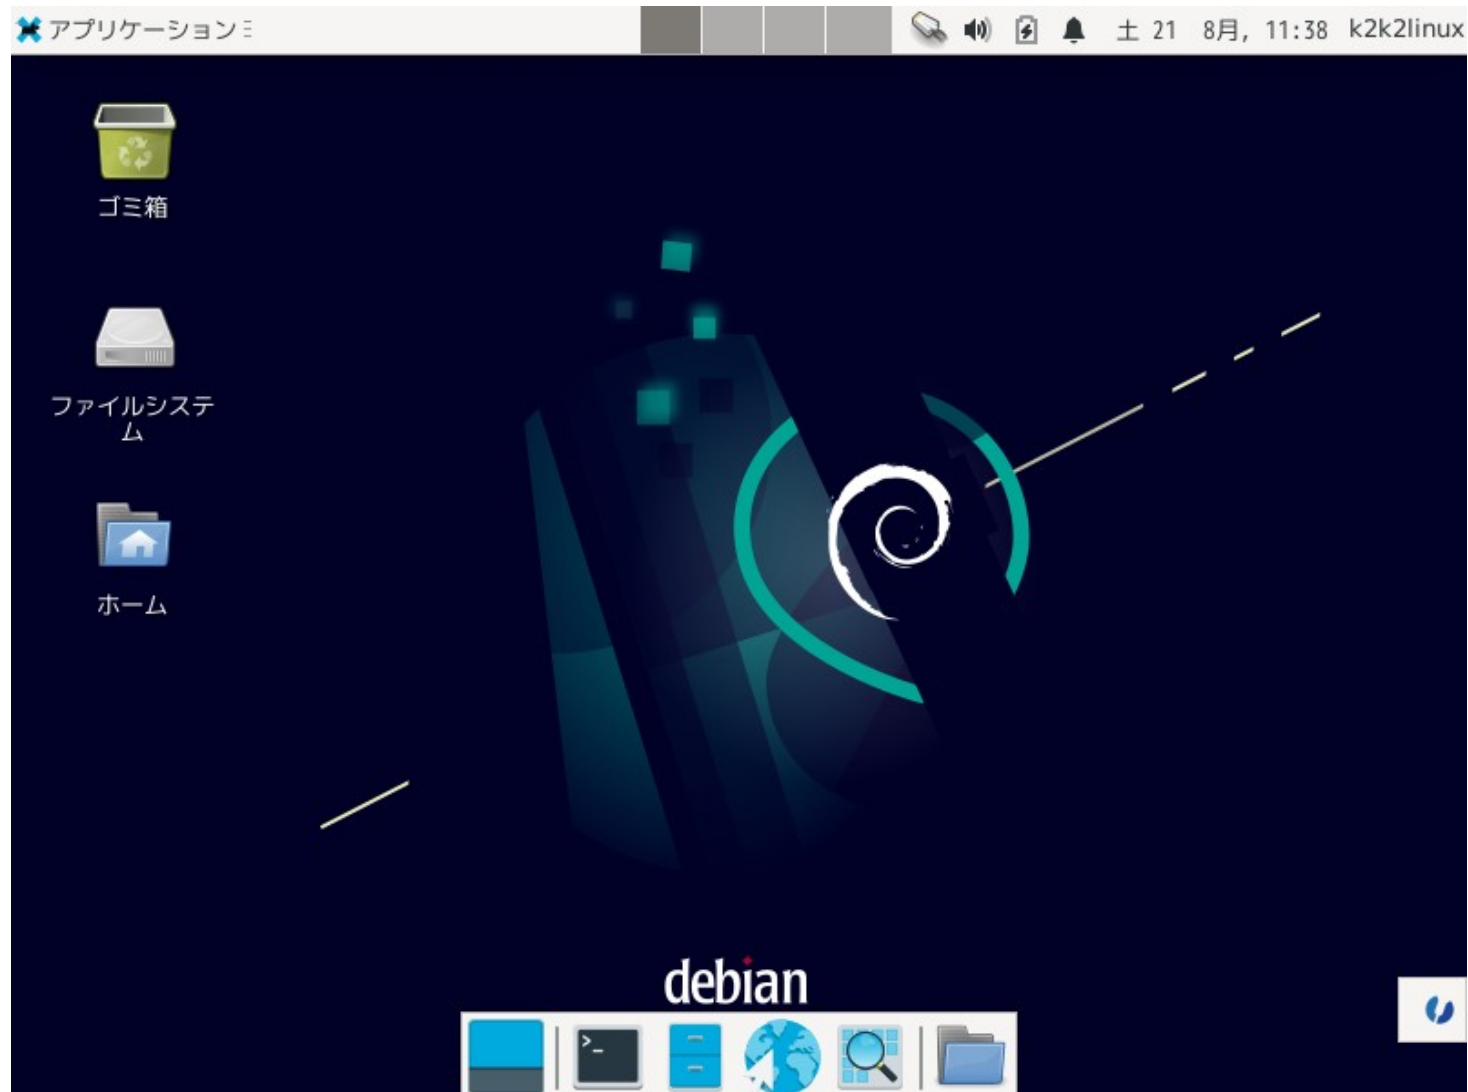 アプリケーション
土 21 8月, 11:38 k2k2linux
ゴミ箱
ファイルシステ
ム
ホーム
debian
>_